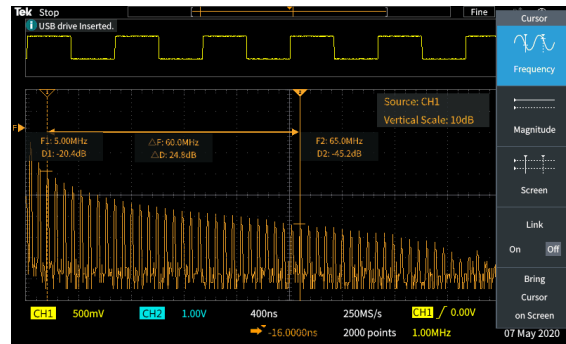 Tek Stop Fine
i USB drive Inserted.
Cursor
Frequency
Source: CH1
Vertical Scale: 10dB
F
F1: 5.00MHz △F: 60.0MHz F2: 65.0MHz
D1: -20.4dB △D: 24.8dB D2: -45.2dB
Magnitude
Screen
Link
On Off
Bring
Cursor
on Screen
CH1 500mV CH2 1.00V 400ns 250MS/s CH1 / 0.00V
-16.0000ns 2000 points 1.00MHz 07 May 2020